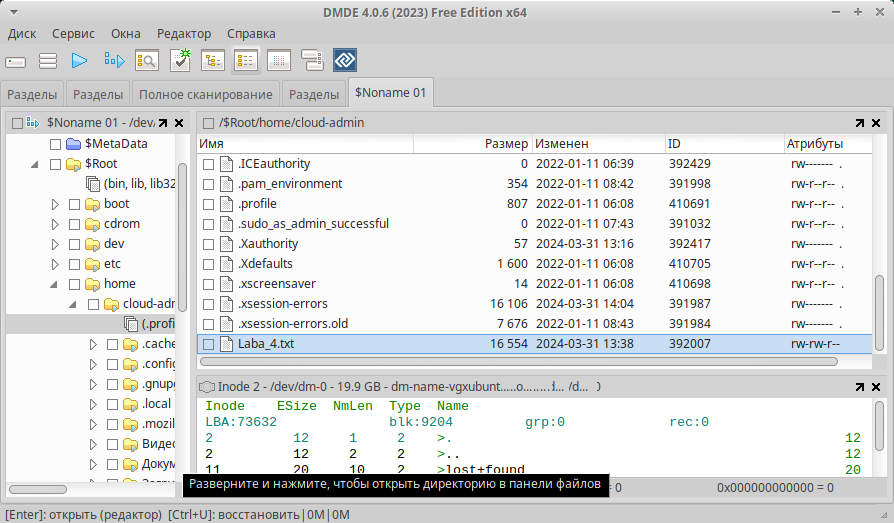 DMDE 4.0.6 (2023) Free Edition x64
Диск Сервис Окна Редактор Справка
Разделы Разделы Полное сканирование Разделы $Noname 01
$Noname 01 - /dev/
$MetaData
$Root
(bin, lib, lib32
boot
cdrom
dev
etc
home
cloud-adr
(.profi
.cache
.config
.gnupg
.local
.mozil
Видео
Докум
/$Root/home/cloud-admin
Имя Размер Изменен ID Атрибуты
.ICEauthority 0 2022-01-11 06:39 392429 rw------- .
.pam_environment 354 2022-01-11 08:42 391998 rw-r--r-- .
.profile 807 2022-01-11 06:08 410691 rw-r--r-- .
.sudo_as_admin_successful 0 2022-01-11 07:43 391032 rw-r--r-- .
.Xauthority 57 2024-03-31 13:16 392417 rw------- .
.Xdefaults 1 600 2022-01-11 06:08 410705 rw-r--r-- .
.xscreensaver 14 2022-01-11 06:08 410698 rw-r--r-- .
.xsession-errors 16 106 2024-03-31 14:04 391987 rw------- .
.xsession-errors.old 7 676 2022-01-11 08:43 391984 rw------- .
Laba_4.txt 16 554 2024-03-31 13:38 392007 rw-rw-r--
Inode 2 - /dev/dm-0 - 19.9 GB - dm-name-vgxubunt.....o...........d... /d... )
Inode ESize NmLen Type Name
LBA:73632 blk:9204 grp:0 rec:0
2 12 1 2 >. 12
2 12 2 2 >.. 12
11 20 10 2 >lost+found 20
Разверните и нажмите, чтобы открыть директорию в панели файлов
= 0 0x000000000000 = 0
[Enter]: открыть (редактор) [Ctrl+U]: восстановить|0M|0M